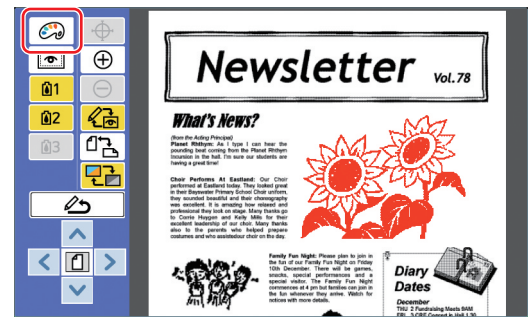 1
2
3
Newsletter Vol. 78
What's News?
(from the Acting Principal)
Planet Rhthym: As I type I can hear the
pounding beat coming from the Planet Rhthym
Incursion in the hall. I'm sure our students are
having a great time!
Choir Performs At Eastland: Our Choir
performed at Eastland today. They looked great
in their Bayswater Primary School Choir uniform,
they sounded beautiful and their choreography
was excellent. It is amazing how relaxed and
professional they look on stage. Many thanks go
to Corrie Haygen and Kelly Mills for their
excellent leadership of our choir. Many thanks
also to the parents who helped prepare
costumes and who assistedour choir on the day.
Family Fun Night: Please plan to join in
the fun of our Family Fun Night on Friday
10th December. There will be games,
snacks, special performances and a
special visitor. The Family Fun Night
commences at 4 pm but families can join in
the fun whenever they arrive. Watch for
notices with more details.
Diary
Dates
December
THU 2 Fundraising Meets 9AM